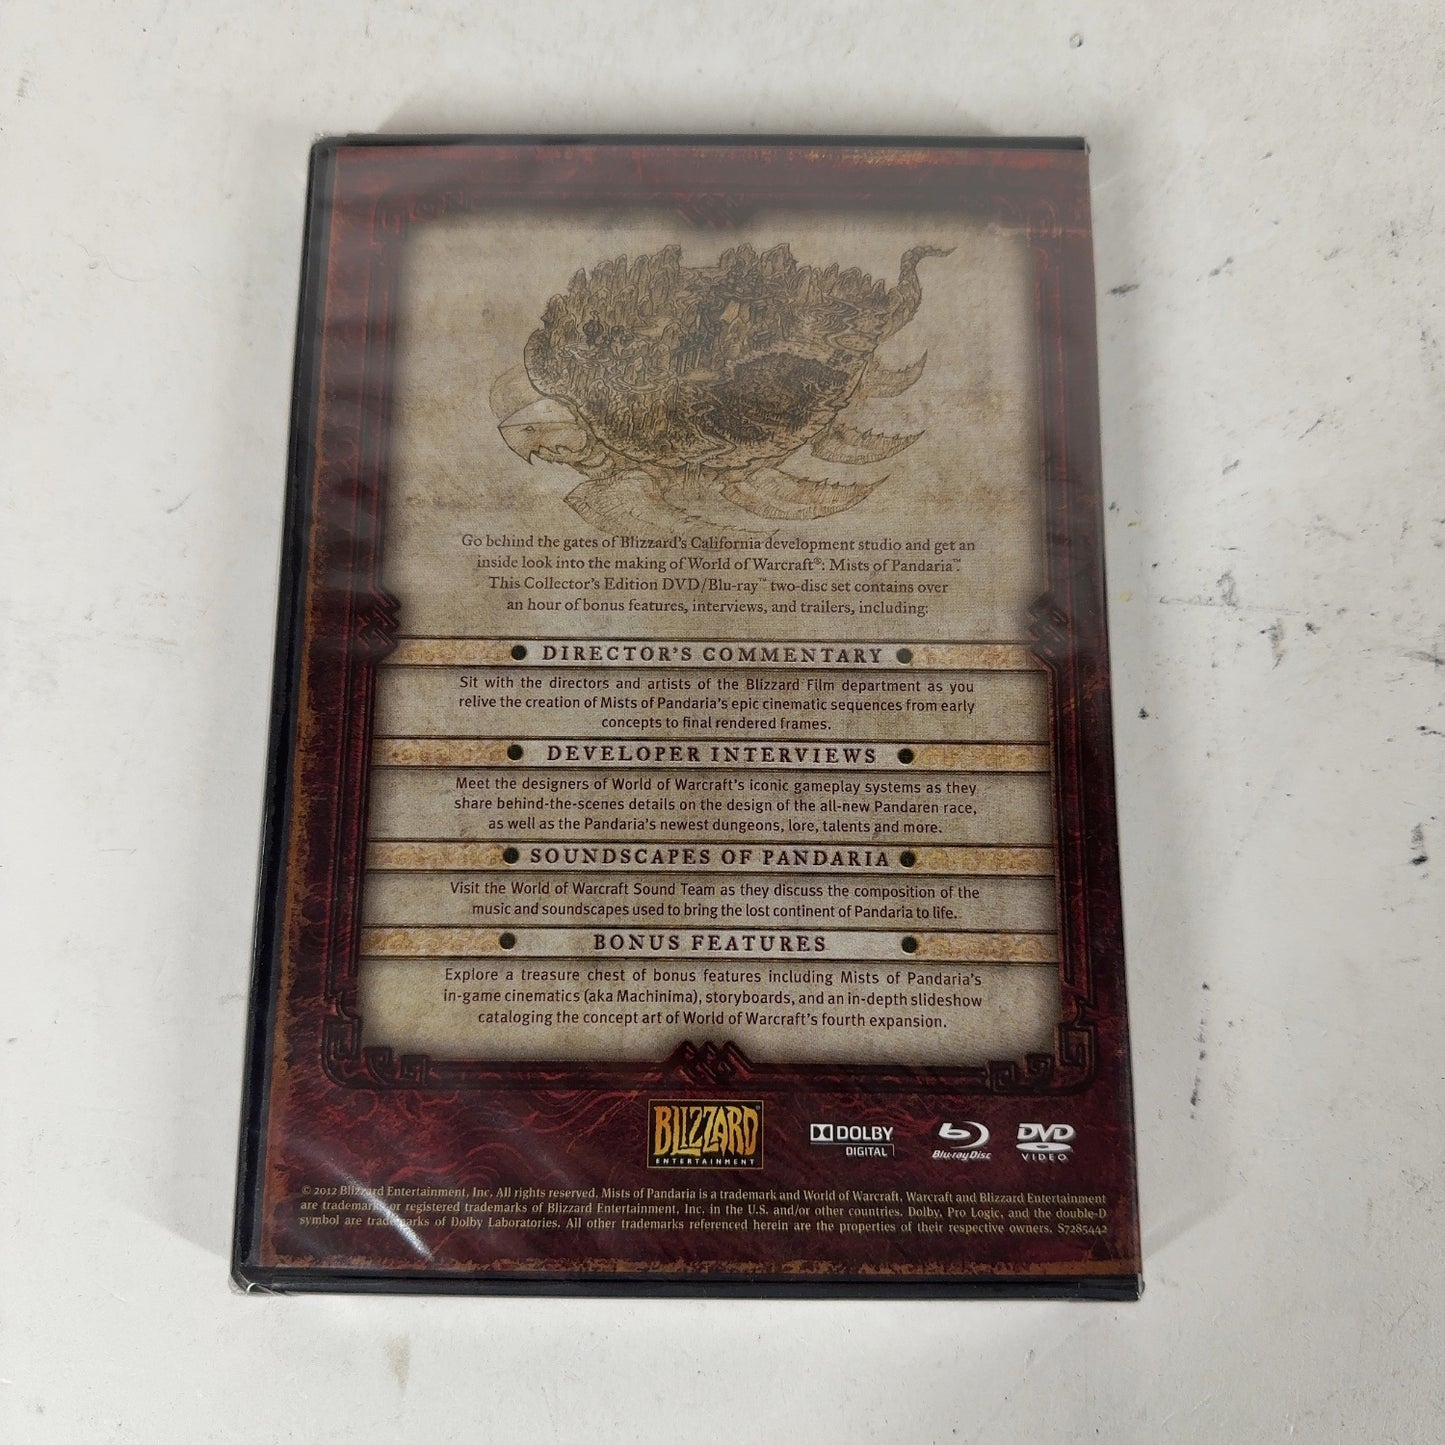 Go behind the gates of Blizzard's California development studio and get an
inside look into the making of World of Warcraft®: Mists of Pandaria™.
This Collector's Edition DVD/Blu-ray™ two-disc set contains over
an hour of bonus features, interviews, and trailers, including:
DIRECTOR'S COMMENTARY
Sit with the directors and artists of the Blizzard Film department as you
relive the creation of Mists of Pandaria's epic cinematic sequences from early
concepts to final rendered frames.
DEVELOPER INTERVIEWS
Meet the designers of World of Warcraft's iconic gameplay systems as they
share behind-the-scenes details on the design of the all-new Pandaren race,
as well as the Pandaria's newest dungeons, lore, talents and more.
SOUNDSCAPES OF PANDARIA
Visit the World of Warcraft Sound Team as they discuss the composition of the
music and soundscapes used to bring the lost continent of Pandaria to life.
BONUS FEATURES
Explore a treasure chest of bonus features including Mists of Pandaria's
in-game cinematics (aka Machinima), storyboards, and an in-depth slideshow
cataloging the concept art of World of Warcraft's fourth expansion.
BLIZZARD®
ENTERTAINMENT
DOLBY
DIGITAL
Blu-ray Disc
DVD
VIDEO
© 2012 Blizzard Entertainment, Inc. All rights reserved. Mists of Pandaria is a trademark and World of Warcraft, Warcraft and Blizzard Entertainment
are trademarks or registered trademarks of Blizzard Entertainment, Inc. in the U.S. and/or other countries. Dolby, Pro Logic, and the double-D
symbol are trademarks of Dolby Laboratories. All other trademarks referenced herein are the properties of their respective owners. S7285442